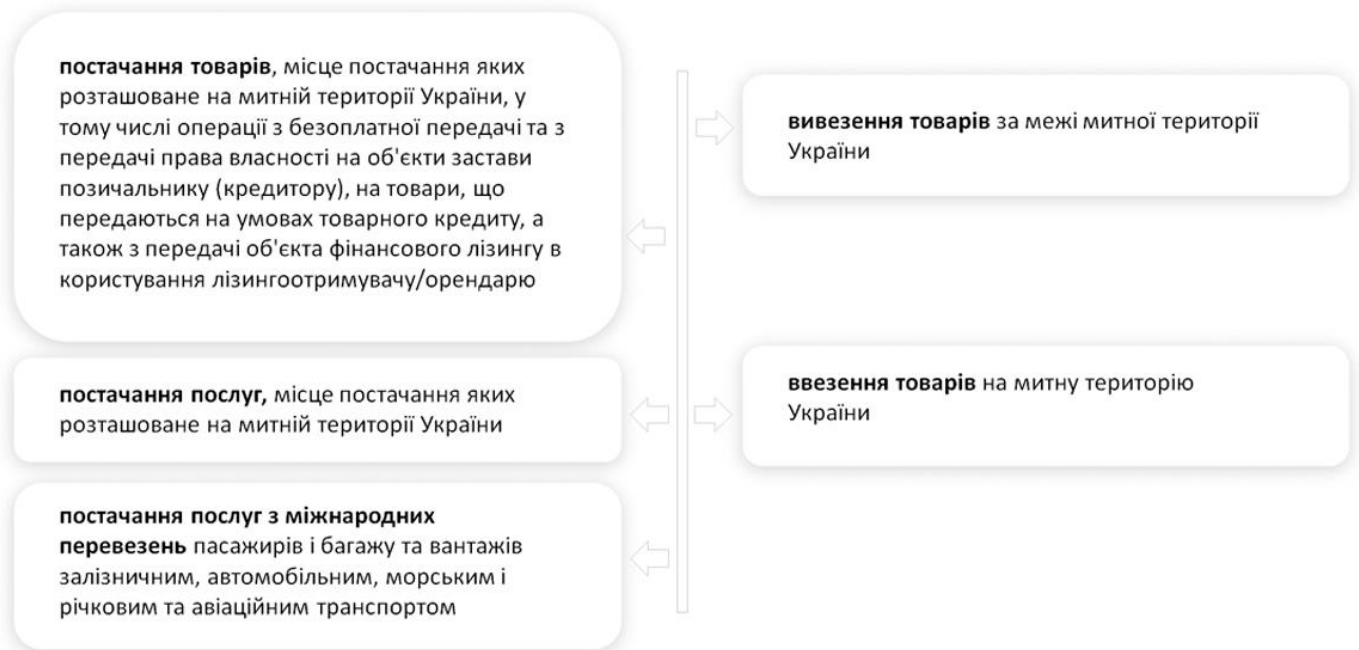 постачання товарів, місце постачання яких
розташоване на митній території України, у
тому числі операції з безоплатної передачі та з
передачі права власності на об'єкти застави
позичальнику (кредитору), на товари, що
передаються на умовах товарного кредиту, а
також з передачі об'єкта фінансового лізингу в
користування лізингоотримувачу/орендарю
постачання послуг, місце постачання яких
розташоване на митній території України
постачання послуг з міжнародних
перевезень пасажирів і багажу та вантажів
залізничним, автомобільним, морським і
річковим та авіаційним транспортом
вивезення товарів за межі митної території
України
ввезення товарів на митну територію
України